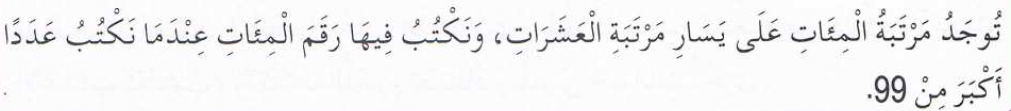 تُوجَدُ مَرْتَبَةُ الْمِئَاتِ عَلَى يَسَارِ مَرْتَبَةِ الْعَشَرَاتِ، وَنَكْتُبُ فِيهَا رَقَمَ الْمِئَاتِ عِنْدَمَا نَكْتُبُ عَدَدًا
أَكْبَرَ مِنْ 99.